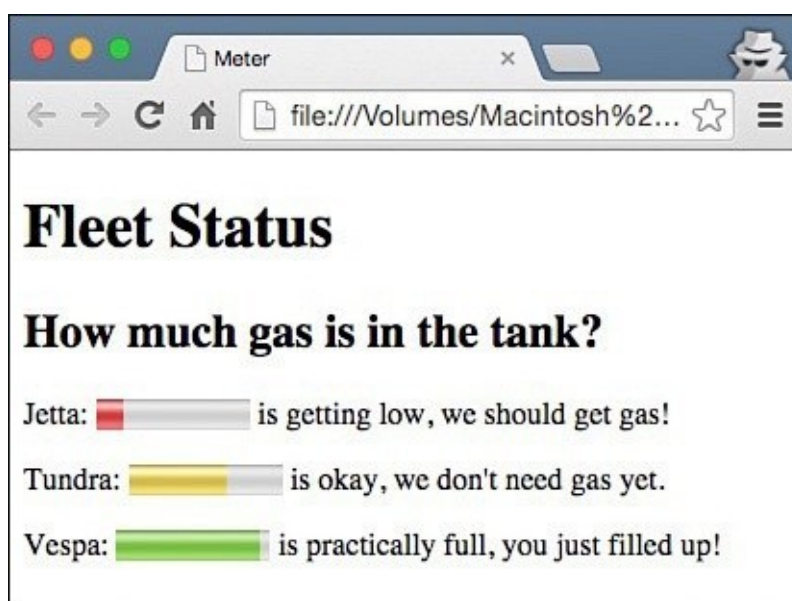 Meter
file:///Volumes/Macintosh%2...
Fleet Status
How much gas is in the tank?
Jetta: is getting low, we should get gas!
Tundra: is okay, we don't need gas yet.
Vespa: is practically full, you just filled up!